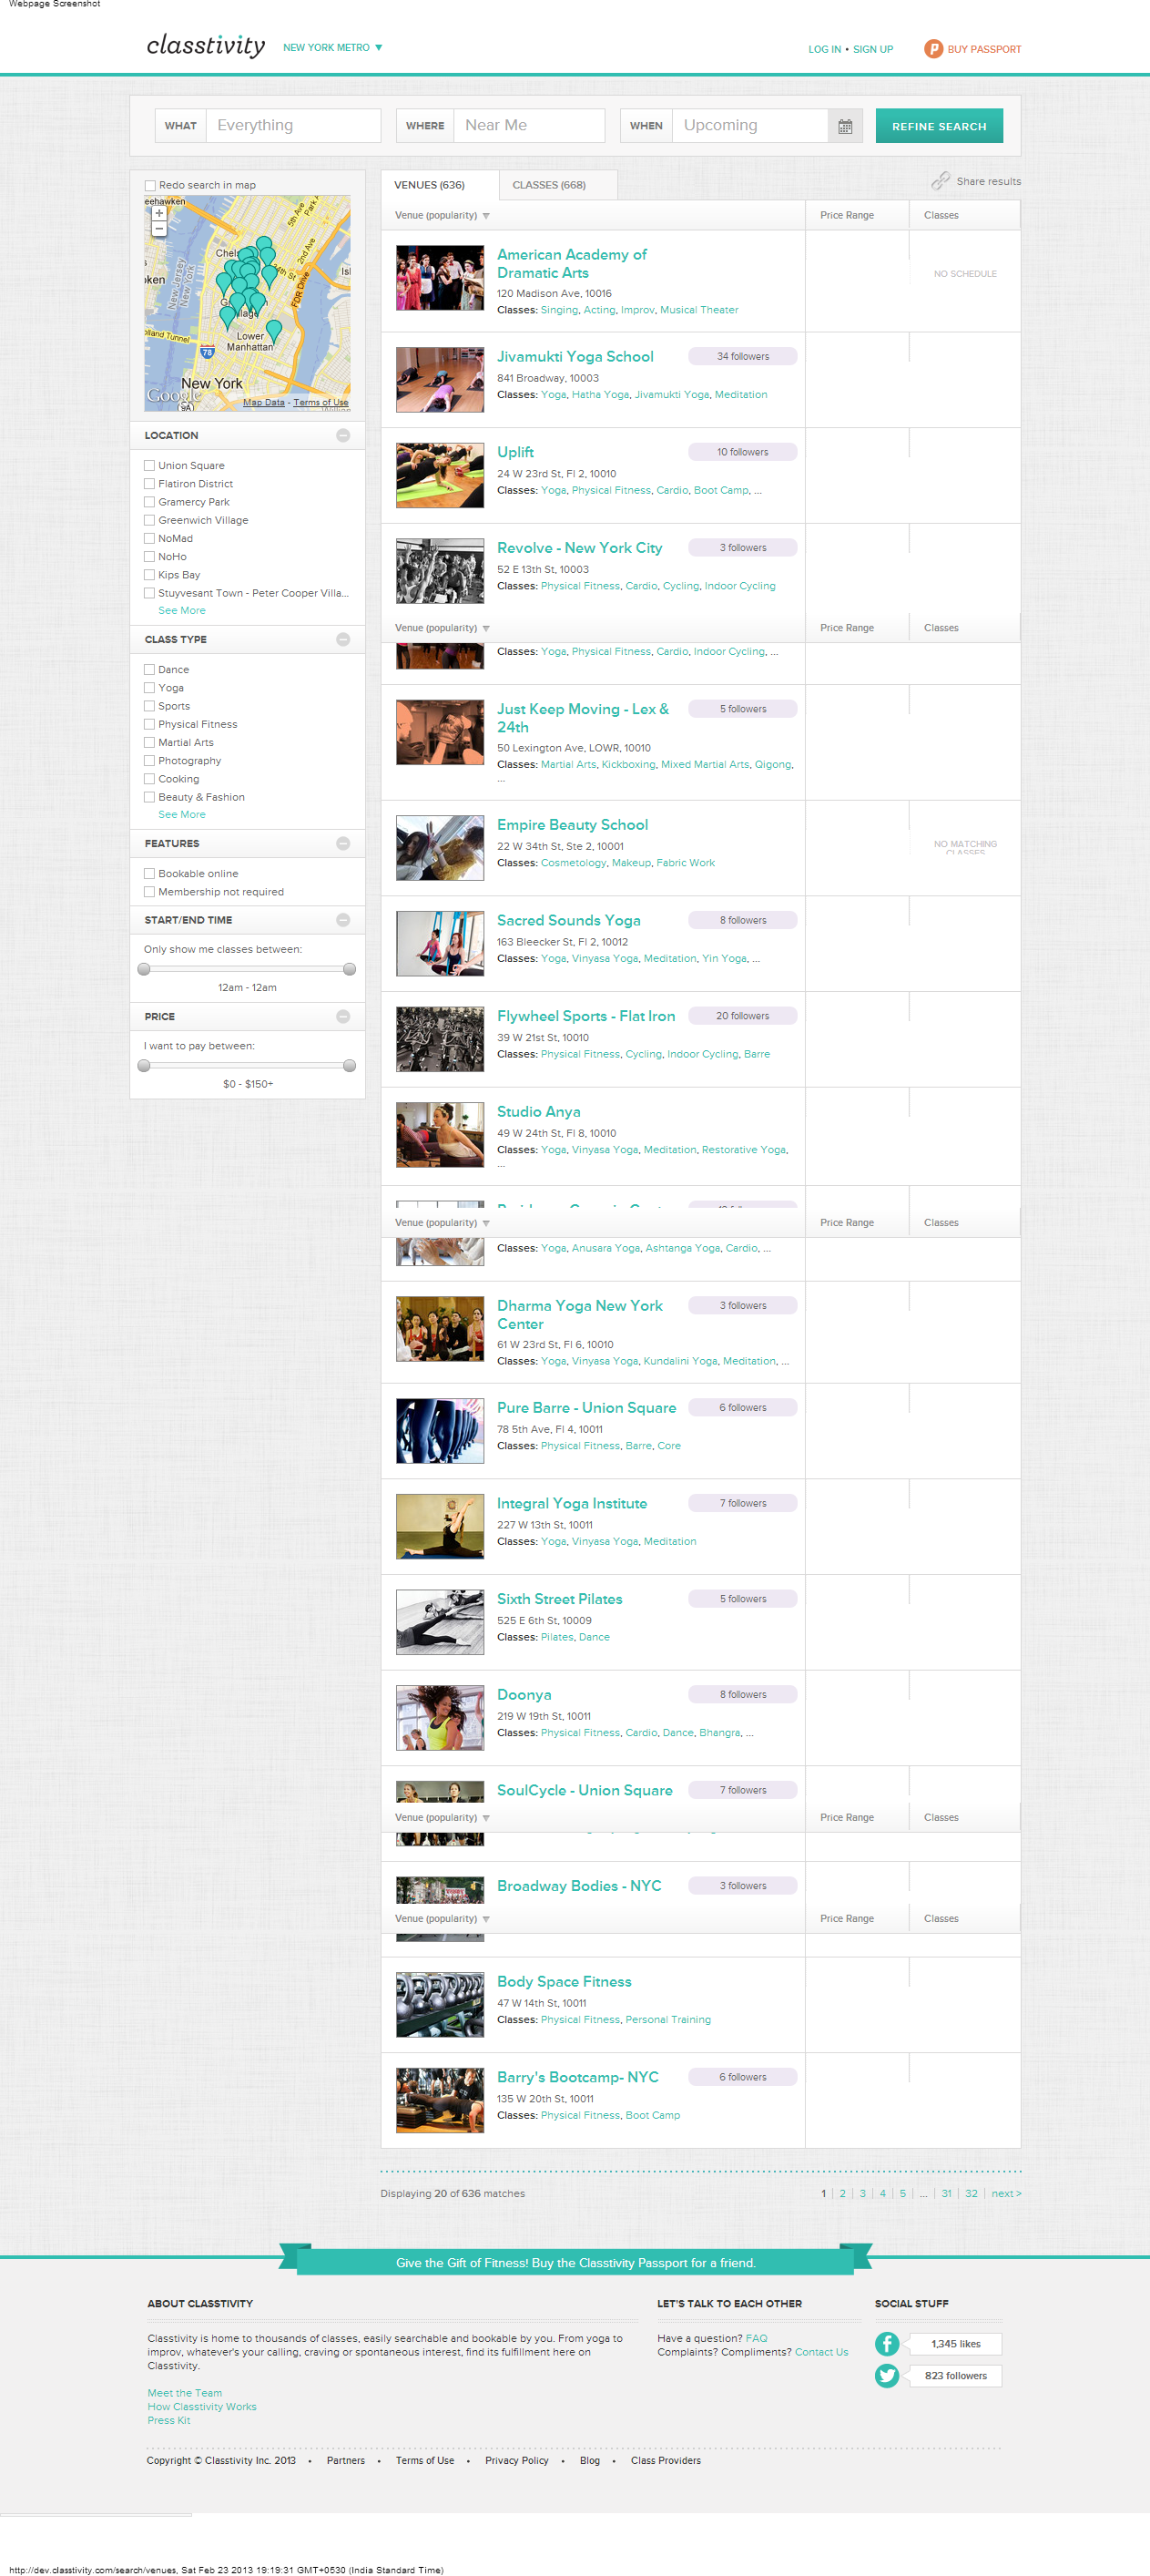 Webpage Screenshot
classtivity
NEW YORK METRO ▼
LOG IN • SIGN UP
BUY PASSPORT
WHAT Everything
WHERE Near Me
WHEN Upcoming
REFINE SEARCH
Redo search in map
eehawken
5th Ave
Park A
2nd Ave
New Jersey
New York
FDR Drive
olland Tunnel
78
Lower
Manhattan
New York
Google
9A
Map Data - Terms of Use
LOCATION
Union Square
Flatiron District
Gramercy Park
Greenwich Village
NoMad
NoHo
Kips Bay
Stuyvesant Town - Peter Cooper Villa...
See More
CLASS TYPE
Dance
Yoga
Sports
Physical Fitness
Martial Arts
Photography
Cooking
Beauty & Fashion
See More
FEATURES
Bookable online
Membership not required
START/END TIME
Only show me classes between:
12am - 12am
PRICE
I want to pay between:
$0 - $150+
VENUES (636)
CLASSES (668)
Share results
Venue (popularity) ▼ Price Range Classes
American Academy of
Dramatic Arts
120 Madison Ave, 10016
Classes: Singing, Acting, Improv, Musical Theater
NO SCHEDULE
Jivamukti Yoga School
34 followers
841 Broadway, 10003
Classes: Yoga, Hatha Yoga, Jivamukti Yoga, Meditation
Uplift
10 followers
24 W 23rd St, Fl 2, 10010
Classes: Yoga, Physical Fitness, Cardio, Boot Camp, ...
Revolve - New York City
3 followers
52 E 13th St, 10003
Classes: Physical Fitness, Cardio, Cycling, Indoor Cycling
Venue (popularity) ▼ Price Range Classes
Classes: Yoga, Physical Fitness, Cardio, Indoor Cycling, ...
Just Keep Moving - Lex &
24th
5 followers
50 Lexington Ave, LOWR, 10010
Classes: Martial Arts, Kickboxing, Mixed Martial Arts, Qigong,
...
Empire Beauty School
22 W 34th St, Ste 2, 10001
Classes: Cosmetology, Makeup, Fabric Work
NO MATCHING
CLASSES
Sacred Sounds Yoga
8 followers
163 Bleecker St, Fl 2, 10012
Classes: Yoga, Vinyasa Yoga, Meditation, Yin Yoga, ...
Flywheel Sports - Flat Iron
20 followers
39 W 21st St, 10010
Classes: Physical Fitness, Cycling, Indoor Cycling, Barre
Studio Anya
49 W 24th St, Fl 8, 10010
Classes: Yoga, Vinyasa Yoga, Meditation, Restorative Yoga,
...
Venue (popularity) ▼ Price Range Classes
Classes: Yoga, Anusara Yoga, Ashtanga Yoga, Cardio, ...
Dharma Yoga New York
Center
3 followers
61 W 23rd St, Fl 6, 10010
Classes: Yoga, Vinyasa Yoga, Kundalini Yoga, Meditation, ...
Pure Barre - Union Square
6 followers
78 5th Ave, Fl 4, 10011
Classes: Physical Fitness, Barre, Core
Integral Yoga Institute
7 followers
227 W 13th St, 10011
Classes: Yoga, Vinyasa Yoga, Meditation
Sixth Street Pilates
5 followers
525 E 6th St, 10009
Classes: Pilates, Dance
Doonya
8 followers
219 W 19th St, 10011
Classes: Physical Fitness, Cardio, Dance, Bhangra, ...
SoulCycle - Union Square
7 followers
Venue (popularity) ▼ Price Range Classes
Broadway Bodies - NYC
3 followers
Venue (popularity) ▼ Price Range Classes
Body Space Fitness
47 W 14th St, 10011
Classes: Physical Fitness, Personal Training
Barry's Bootcamp- NYC
6 followers
135 W 20th St, 10011
Classes: Physical Fitness, Boot Camp
Displaying 20 of 636 matches
1 | 2 | 3 | 4 | 5 | ... | 31 | 32 | next >
Give the Gift of Fitness! Buy the Classtivity Passport for a friend.
ABOUT CLASSTIVITY
Classtivity is home to thousands of classes, easily searchable and bookable by you. From yoga to
improv, whatever's your calling, craving or spontaneous interest, find its fulfillment here on
Classtivity.
Meet the Team
How Classtivity Works
Press Kit
LET'S TALK TO EACH OTHER
Have a question? FAQ
Complaints? Compliments? Contact Us
SOCIAL STUFF
1,345 likes
823 followers
Copyright © Classtivity Inc. 2013 • Partners • Terms of Use • Privacy Policy • Blog • Class Providers
http://dev.classtivity.com/search/venues, Sat Feb 23 2013 19:19:31 GMT+0530 (India Standard Time)